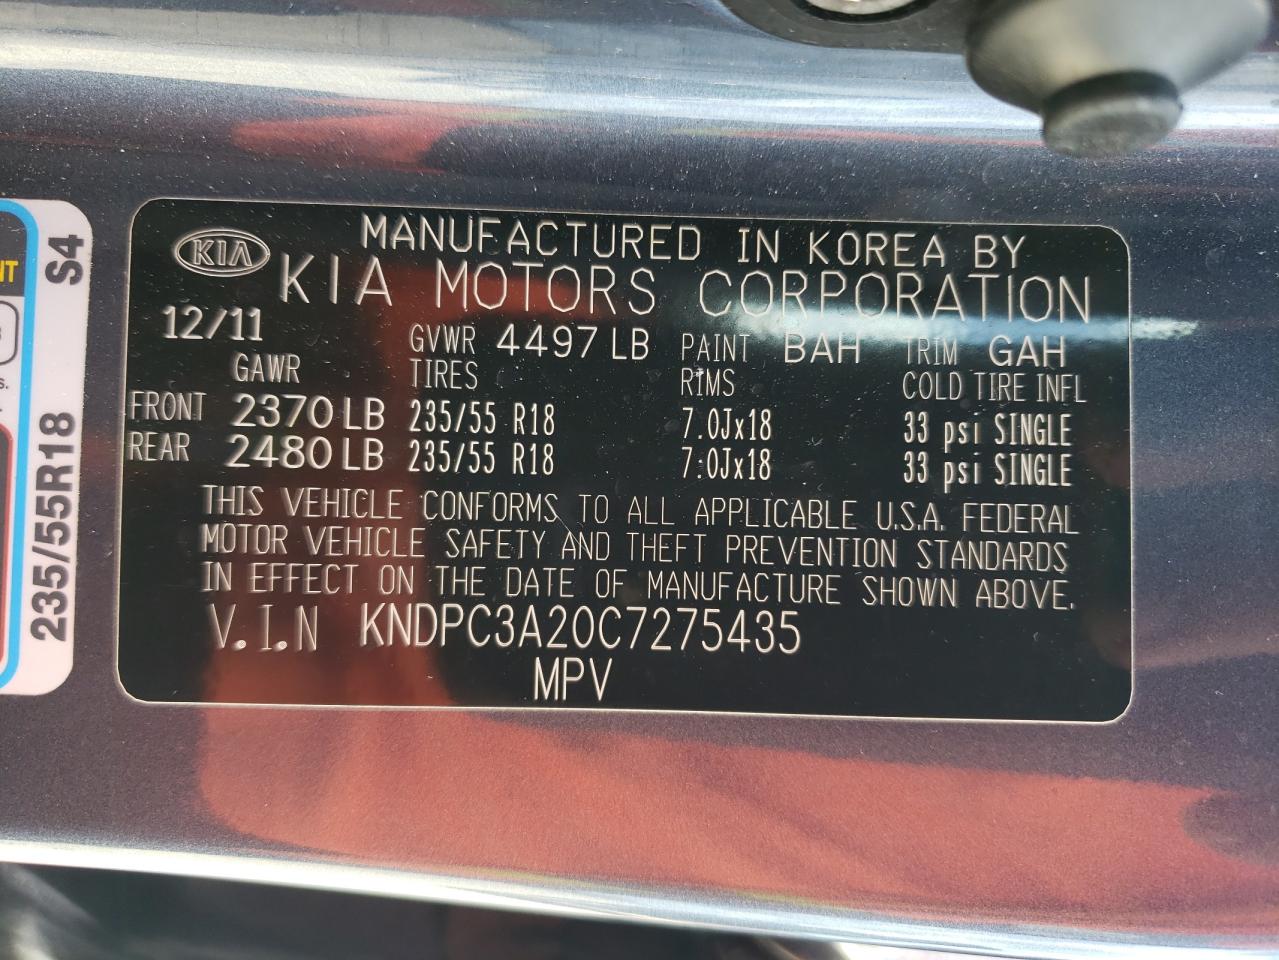 KIA
MANUFACTURED IN KOREA BY
KIA MOTORS CORPORATION
12/11 GVWR 4497 LB PAINT BAH TRIM GAH
GAWR TIRES RIMS COLD TIRE INFL
FRONT 2370 LB 235/55 R18 7.0Jx18 33 psi SINGLE
REAR 2480 LB 235/55 R18 7.0Jx18 33 psi SINGLE
THIS VEHICLE CONFORMS TO ALL APPLICABLE U.S.A. FEDERAL
MOTOR VEHICLE SAFETY AND THEFT PREVENTION STANDARDS
IN EFFECT ON THE DATE OF MANUFACTURE SHOWN ABOVE.
V.I.N KNDPC3A20C7275435
MPV
235/55R18 S4